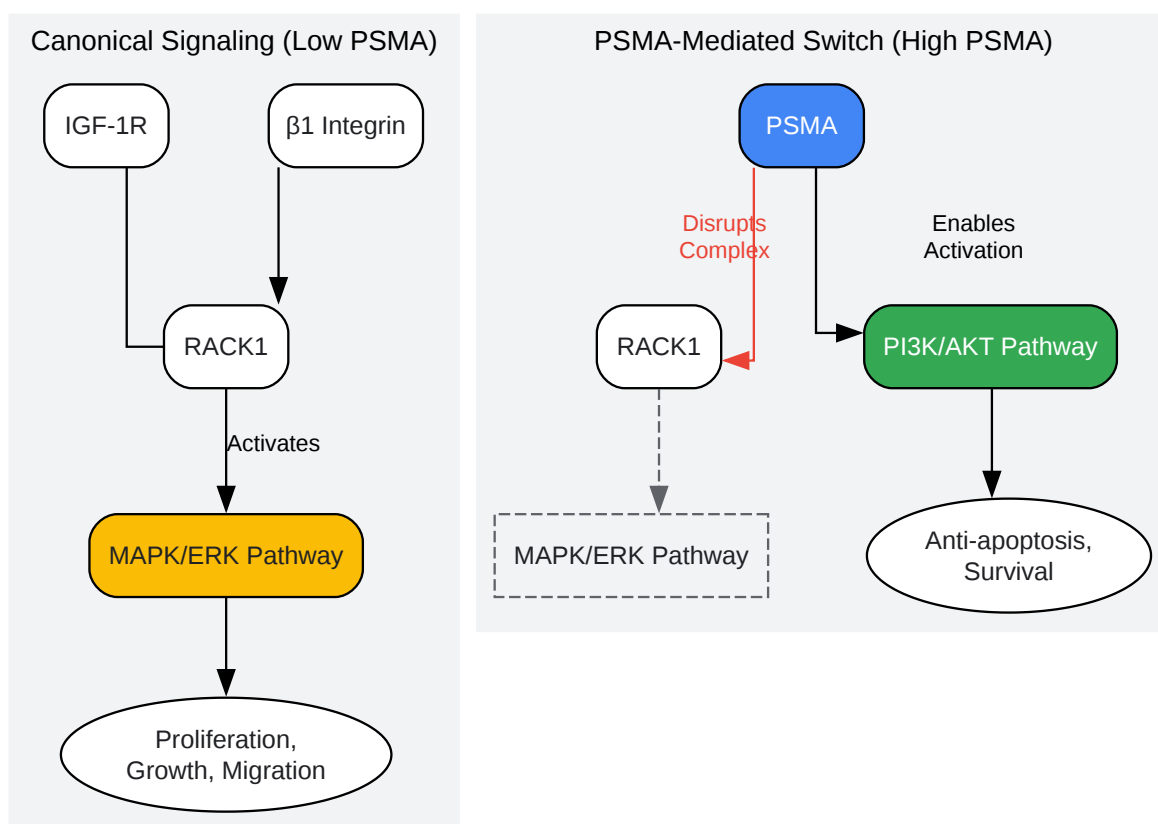 Canonical Signaling (Low PSMA)
IGF-1R
β1 Integrin
RACK1
Activates
MAPK/ERK Pathway
Proliferation,
Growth, Migration
PSMA-Mediated Switch (High PSMA)
PSMA
Disrupts
Complex
Enables
Activation
RACK1
PI3K/AKT Pathway
MAPK/ERK Pathway
Anti-apoptosis,
Survival